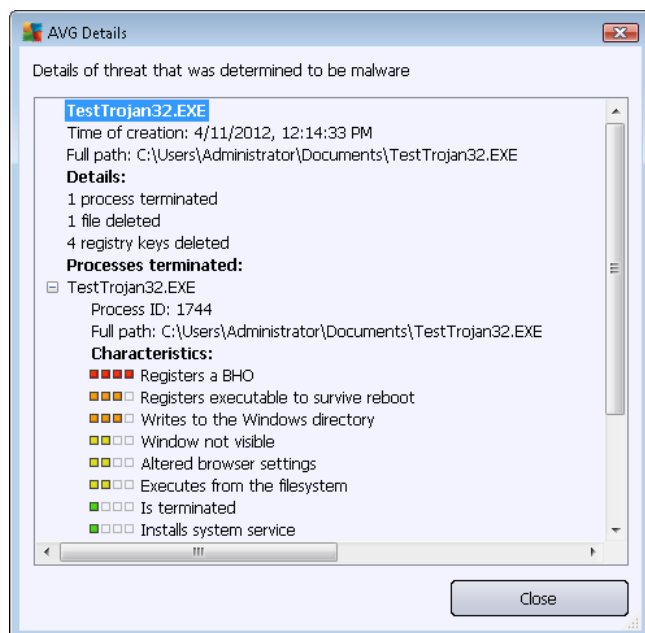 AVG Details
Details of threat that was determined to be malware
TestTrojan32.EXE
Time of creation: 4/11/2012, 12:14:33 PM
Full path: C:\Users\Administrator\Documents\TestTrojan32.EXE
Details:
1 process terminated
1 file deleted
4 registry keys deleted
Processes terminated:
TestTrojan32.EXE
Process ID: 1744
Full path: C:\Users\Administrator\Documents\TestTrojan32.EXE
Characteristics:
Registers a BHO
Registers executable to survive reboot
Writes to the Windows directory
Window not visible
Altered browser settings
Executes from the filesystem
Is terminated
Installs system service
Close